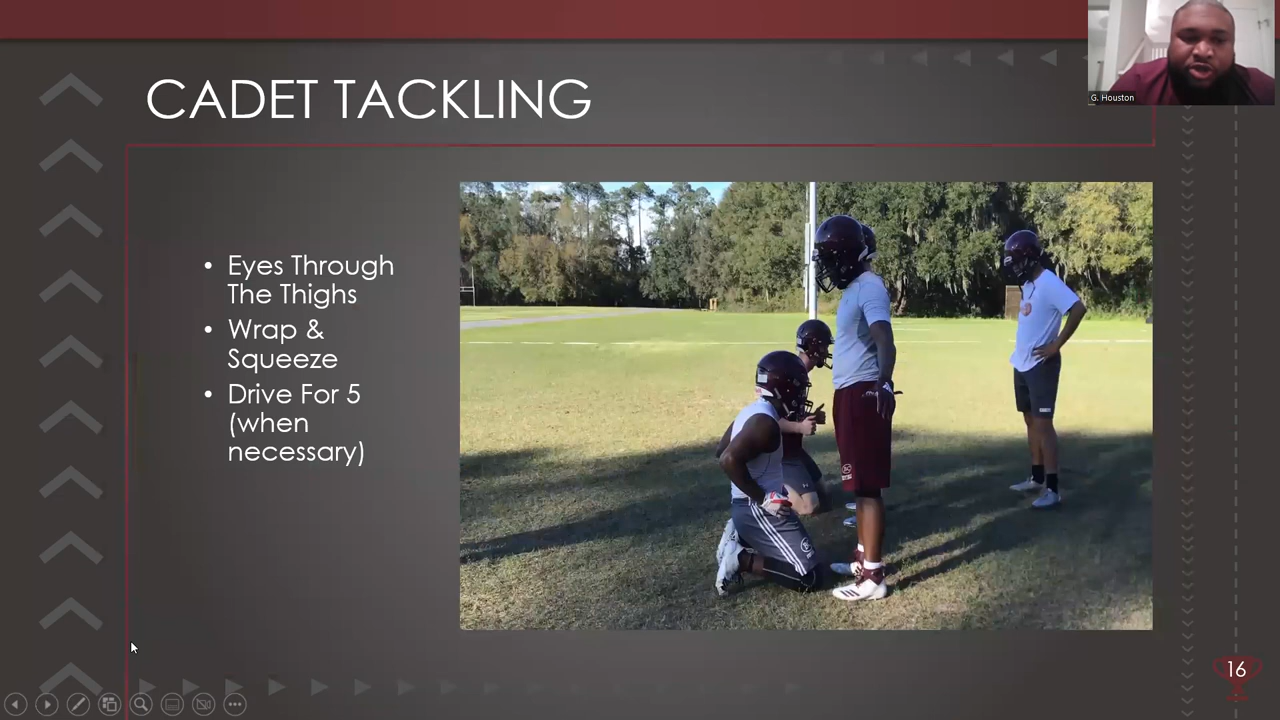 G. Houston
CADET TACKLING
• Eyes Through
The Thighs
• Wrap &
Squeeze
• Drive For 5
(when
necessary)
16